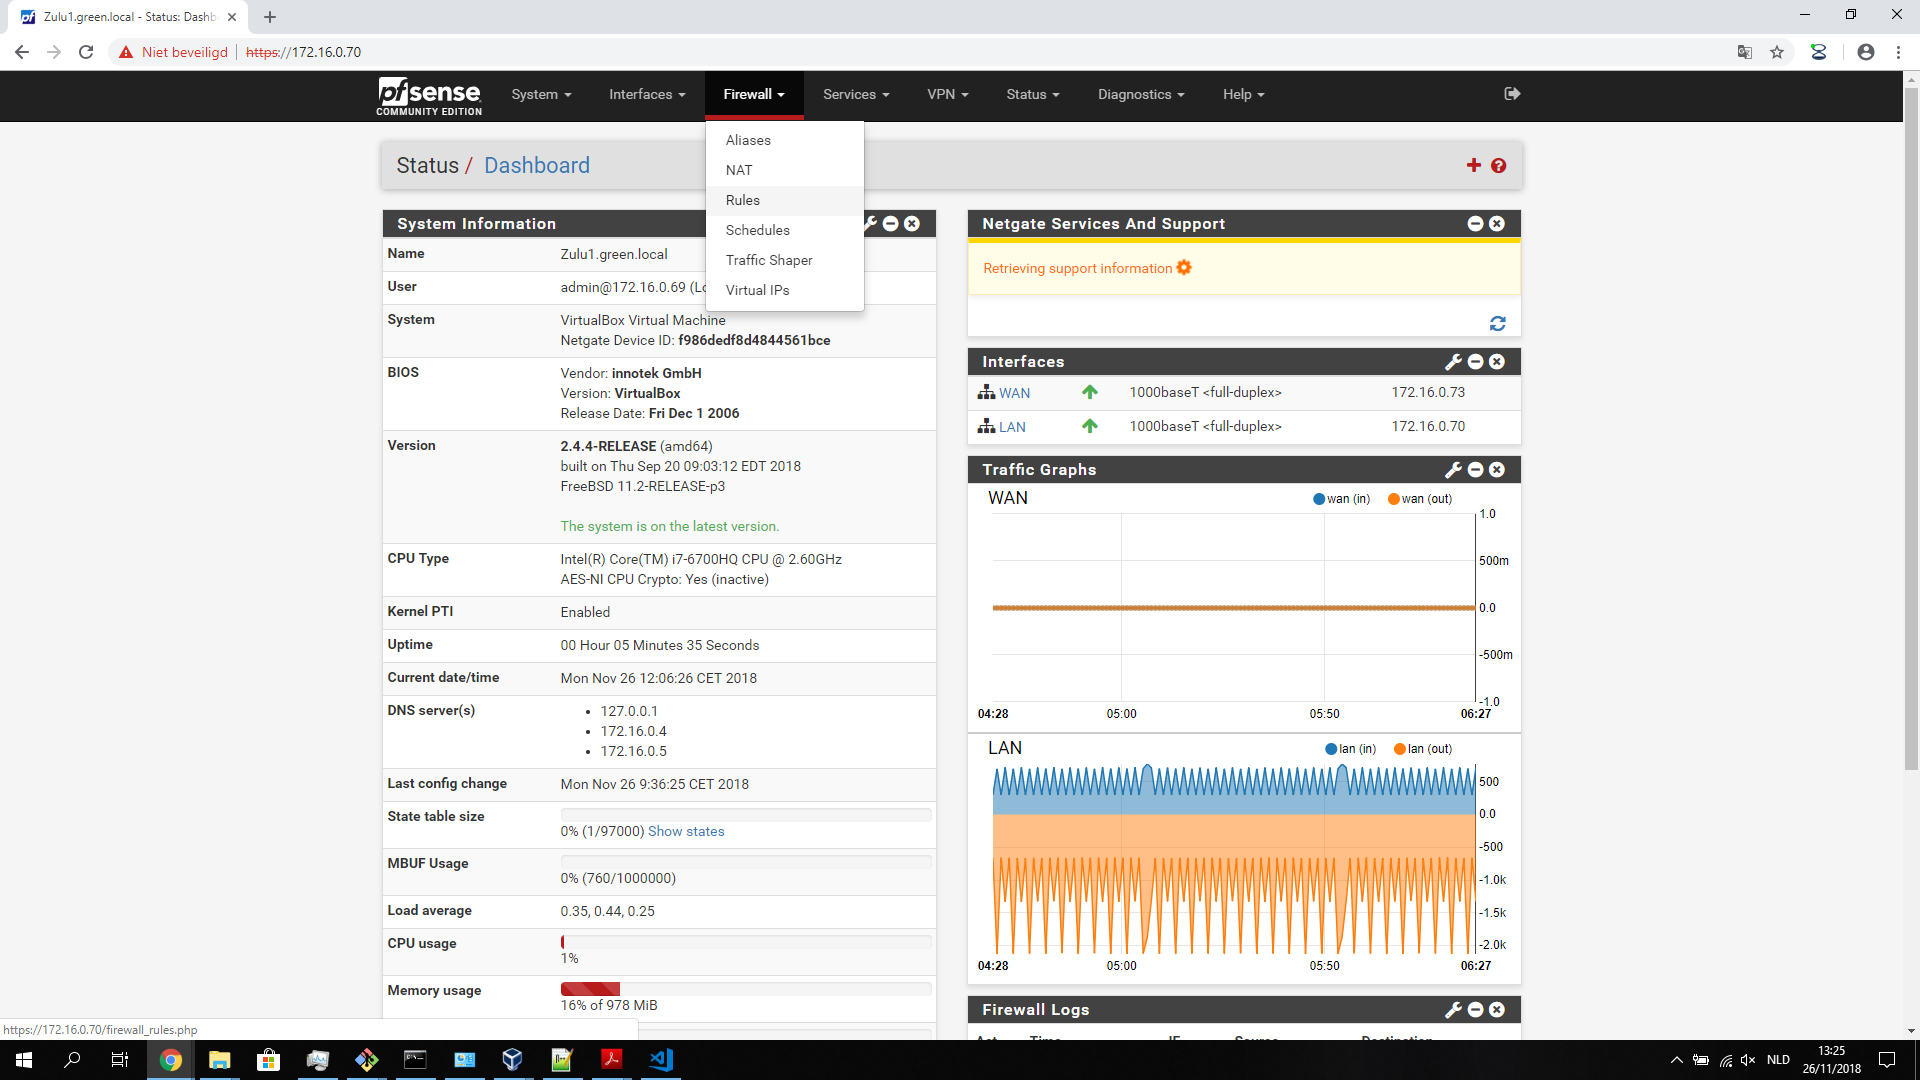 Zulu1.green.local - Status: Dashb
Niet beveiligd | https://172.16.0.70
pfsense COMMUNITY EDITION
System Interfaces Firewall Services VPN Status Diagnostics Help
Aliases
NAT
Rules
Schedules
Traffic Shaper
Virtual IPs
Status / Dashboard
System Information
Name Zulu1.green.local
User admin@172.16.0.69 (Lo
System VirtualBox Virtual Machine
Netgate Device ID: f986dedf8d4844561bce
BIOS Vendor: innotek GmbH
Version: VirtualBox
Release Date: Fri Dec 1 2006
Version 2.4.4-RELEASE (amd64)
built on Thu Sep 20 09:03:12 EDT 2018
FreeBSD 11.2-RELEASE-p3
The system is on the latest version.
CPU Type Intel(R) Core(TM) i7-6700HQ CPU @ 2.60GHz
AES-NI CPU Crypto: Yes (inactive)
Kernel PTI Enabled
Uptime 00 Hour 05 Minutes 35 Seconds
Current date/time Mon Nov 26 12:06:26 CET 2018
DNS server(s)
• 127.0.0.1
• 172.16.0.4
• 172.16.0.5
Last config change Mon Nov 26 9:36:25 CET 2018
State table size
0% (1/97000) Show states
MBUF Usage
0% (760/1000000)
Load average 0.35, 0.44, 0.25
CPU usage
1%
Memory usage
16% of 978 MiB
Netgate Services And Support
Retrieving support information
Interfaces
WAN 1000baseT <full-duplex> 172.16.0.73
LAN 1000baseT <full-duplex> 172.16.0.70
Traffic Graphs
WAN wan (in) wan (out)
1.0
500m
0.0
-500m
-1.0
04:28 05:00 05:50 06:27
LAN lan (in) lan (out)
500
0.0
-500
-1.0k
-1.5k
-2.0k
04:28 05:00 05:50 06:27
Firewall Logs
Act Time IF Source Destination
https://172.16.0.70/firewall_rules.php
NLD
13:25
26/11/2018